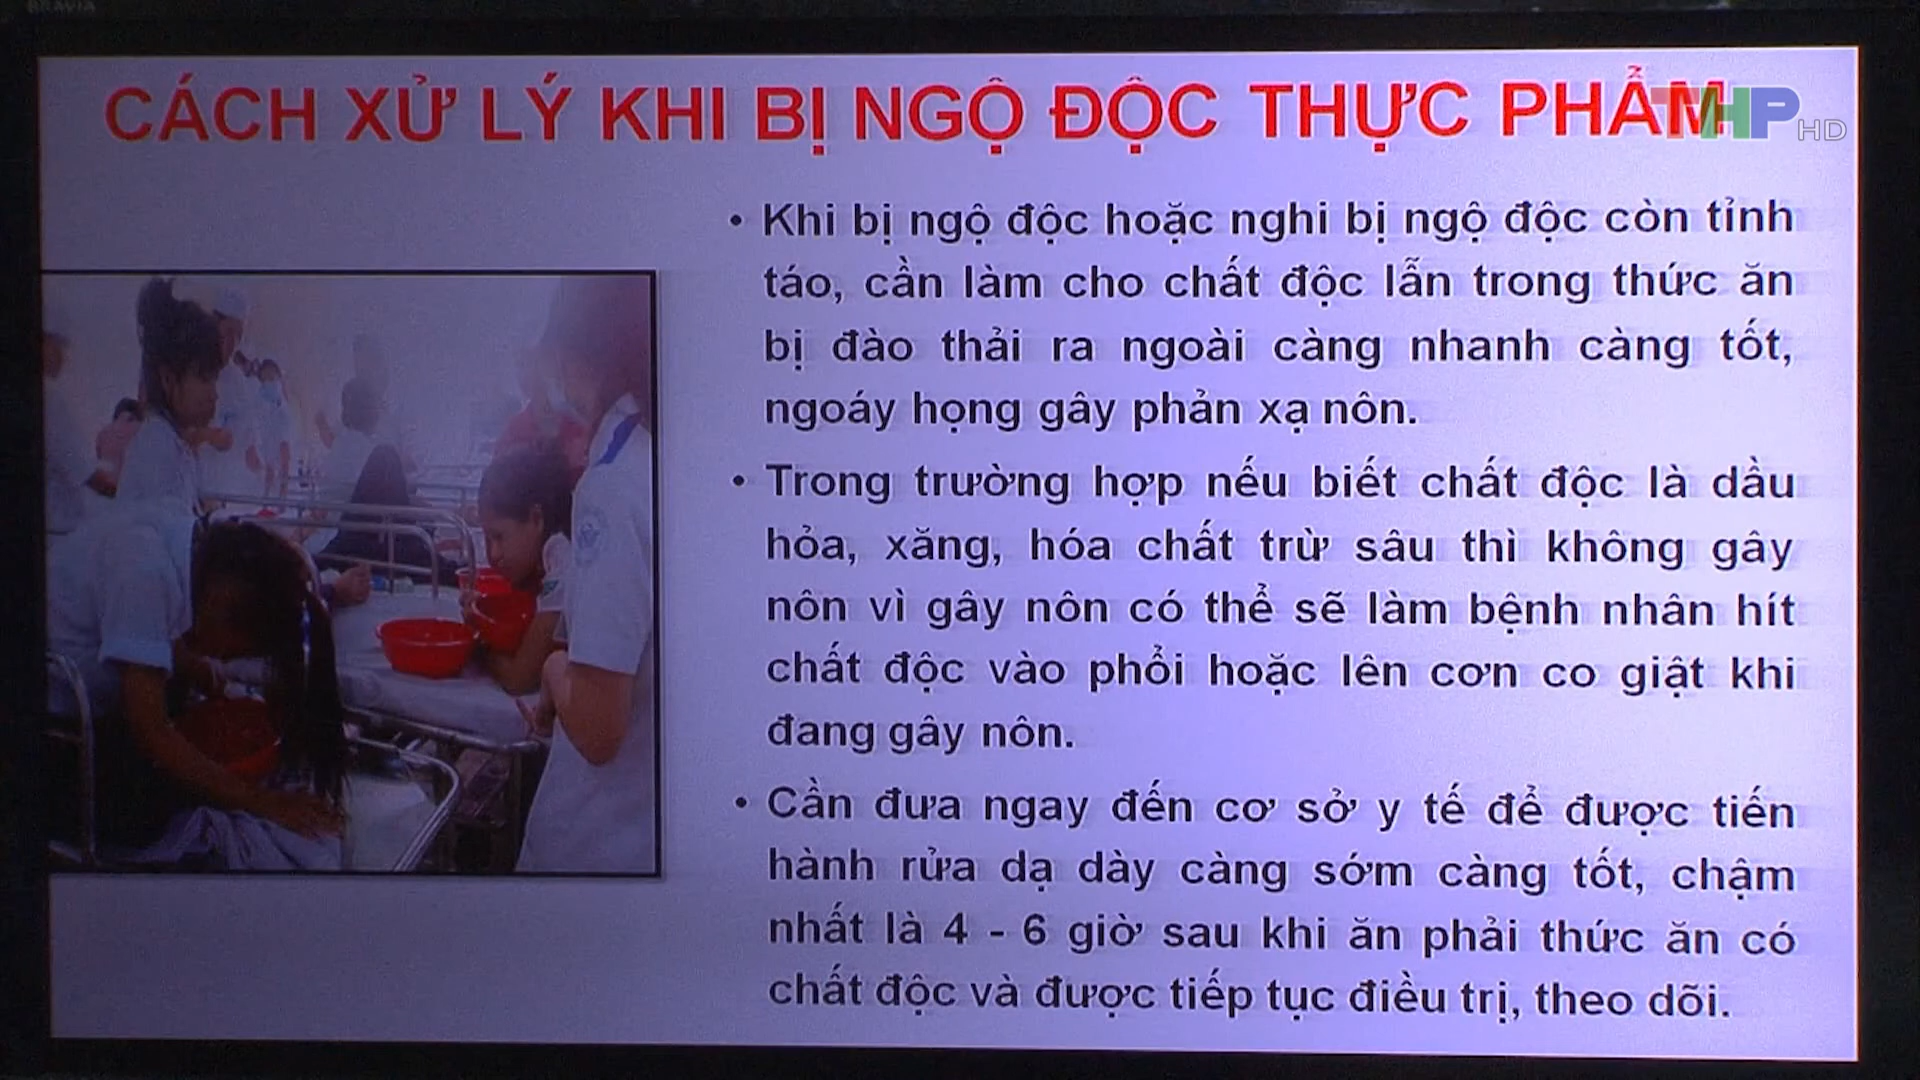 BRAVIA
CÁCH XỬ LÝ KHI BỊ NGỘ ĐỘC THỰC PHẨM
THP HD
• Khi bị ngộ độc hoặc nghi bị ngộ độc còn tỉnh
táo, cần làm cho chất độc lẫn trong thức ăn
bị đào thải ra ngoài càng nhanh càng tốt,
ngoáy họng gây phản xạ nôn.
• Trong trường hợp nếu biết chất độc là dầu
hỏa, xăng, hóa chất trừ sâu thì không gây
nôn vì gây nôn có thể sẽ làm bệnh nhân hít
chất độc vào phổi hoặc lên cơn co giật khi
đang gây nôn.
• Cần đưa ngay đến cơ sở y tế để được tiến
hành rửa dạ dày càng sớm càng tốt, chậm
nhất là 4 - 6 giờ sau khi ăn phải thức ăn có
chất độc và được tiếp tục điều trị, theo dõi.